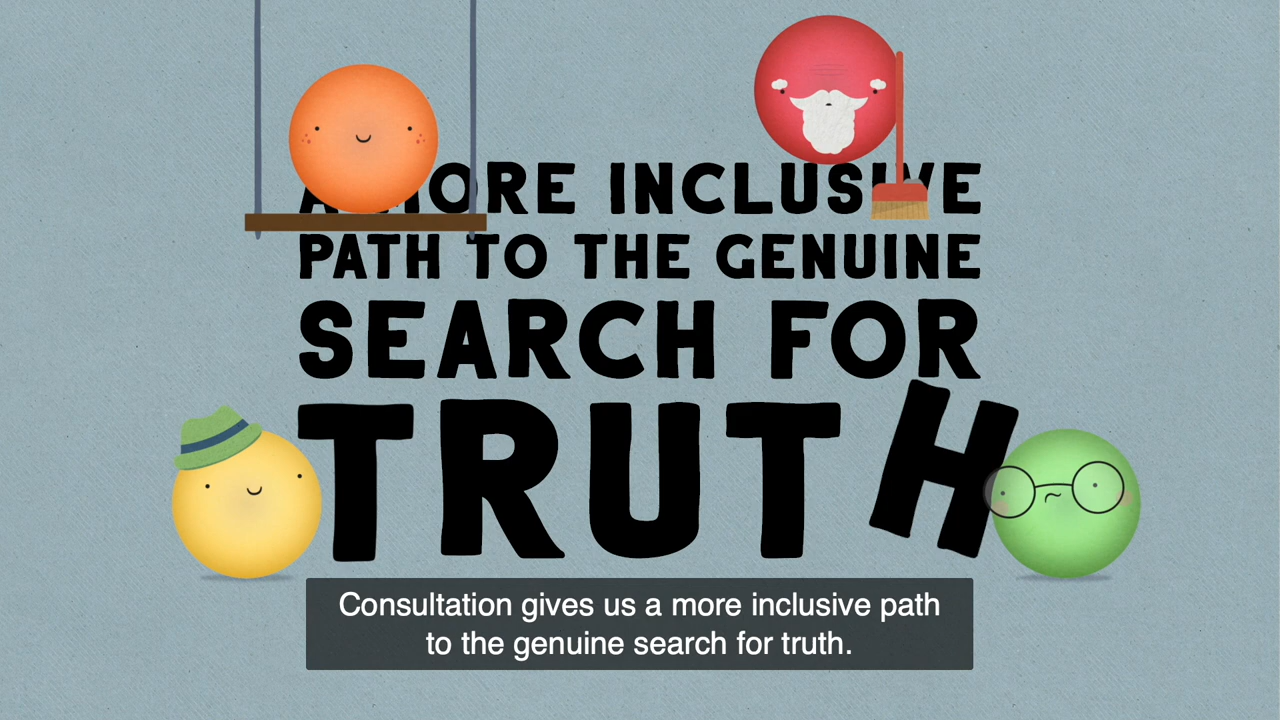 A MORE INCLUSIVE
PATH TO THE GENUINE
SEARCH FOR
TRUTH
Consultation gives us a more inclusive path
to the genuine search for truth.